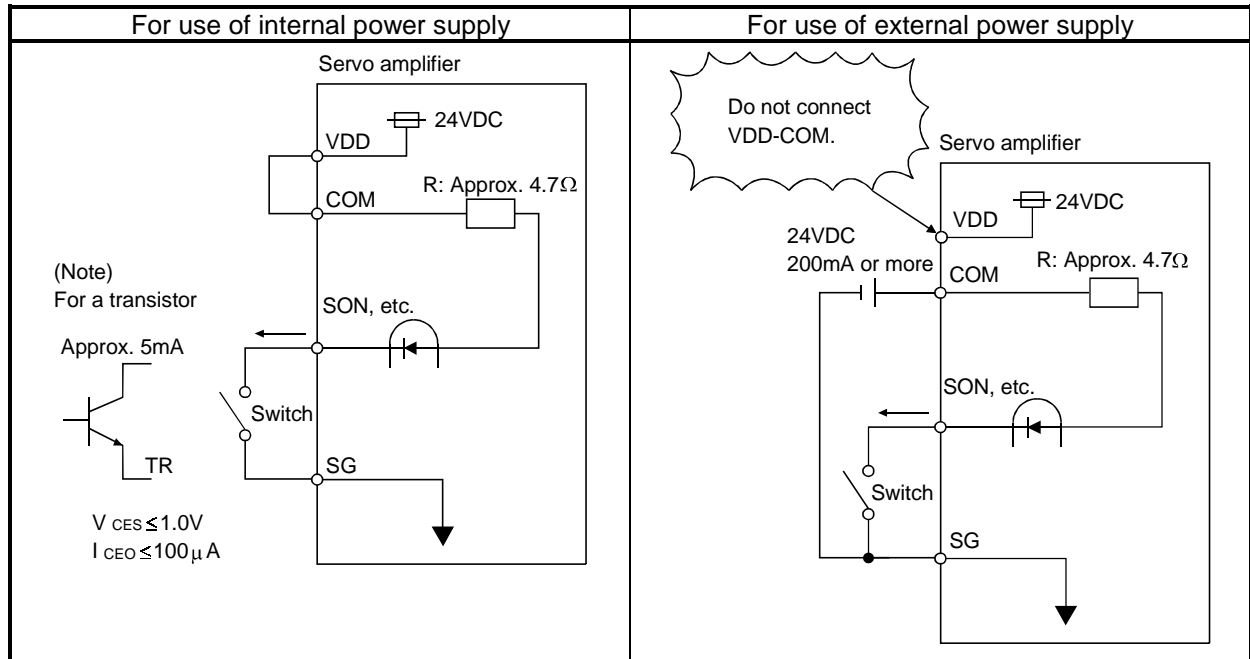 For use of internal power supply
For use of external power supply
Servo amplifier
24VDC
VDD
R: Approx. 4.7Ω
COM
(Note)
For a transistor
SON, etc.
Approx. 5mA
Switch
TR
SG
V CES ≤1.0V
I CEO ≤100μA
Do not connect
VDD-COM.
Servo amplifier
24VDC
VDD
24VDC
200mA or more
COM
R: Approx. 4.7Ω
SON, etc.
Switch
SG